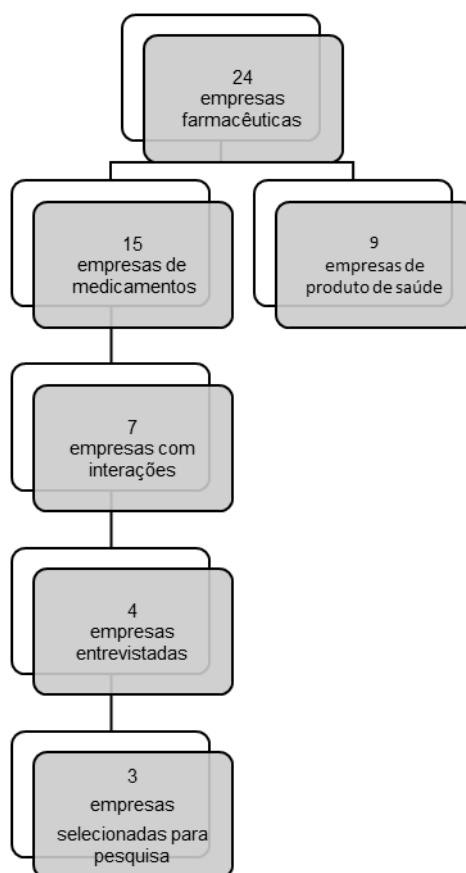 24
empresas
farmacêuticas
15
empresas de
medicamentos
9
empresas de
produto de saúde
7
empresas com
interações
4
empresas
entrevistadas
3
empresas
selecionadas para
pesquisa